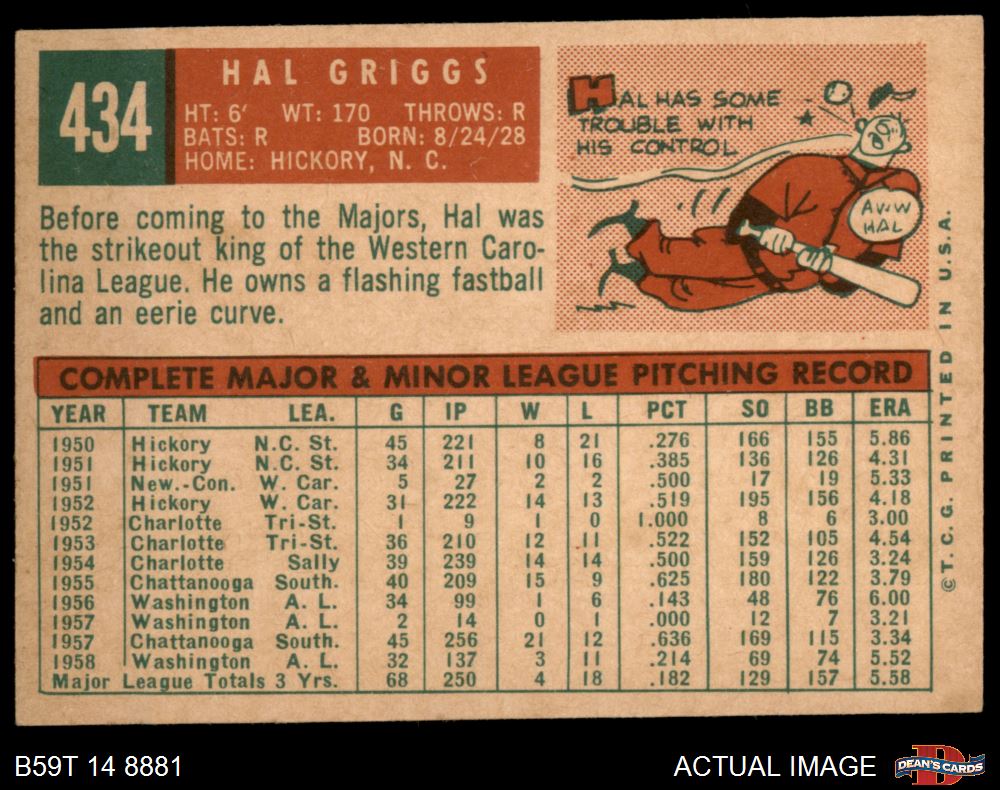 434
HAL GRIGGS
HT: 6' WT: 170 THROWS: R
BATS: R BORN: 8/24/28
HOME: HICKORY, N. C.
HAL HAS SOME
TROUBLE WITH
HIS CONTROL
AW-W
HAL
Before coming to the Majors, Hal was
the strikeout king of the Western Caro-
lina League. He owns a flashing fastball
and an eerie curve.
COMPLETE MAJOR & MINOR LEAGUE PITCHING RECORD
YEAR TEAM LEA. G IP W L PCT SO BB ERA
1950 Hickory N.C. St. 45 221 8 21 .276 166 155 5.86
1951 Hickory N.C. St. 34 211 10 16 .385 136 126 4.31
1951 New.-Con. W. Car. 5 27 2 2 .500 17 19 5.33
1952 Hickory W. Car. 31 222 14 13 .519 195 156 4.18
1952 Charlotte Tri-St. 1 9 1 0 1.000 8 6 3.00
1953 Charlotte Tri-St. 36 210 12 11 .522 152 105 4.54
1954 Charlotte Sally 39 239 14 14 .500 159 126 3.24
1955 Chattanooga South. 40 209 15 9 .625 180 122 3.79
1956 Washington A. L. 34 99 1 6 .143 48 76 6.00
1957 Washington A. L. 2 14 0 1 .000 12 7 3.21
1957 Chattanooga South. 45 256 21 12 .636 169 115 3.34
1958 Washington A. L. 32 137 3 11 .214 69 74 5.52
Major League Totals 3 Yrs. 68 250 4 18 .182 129 157 5.58
© T. C. G. PRINTED IN U.S.A.
B59T 14 8881
ACTUAL IMAGE
DEAN'S CARDS